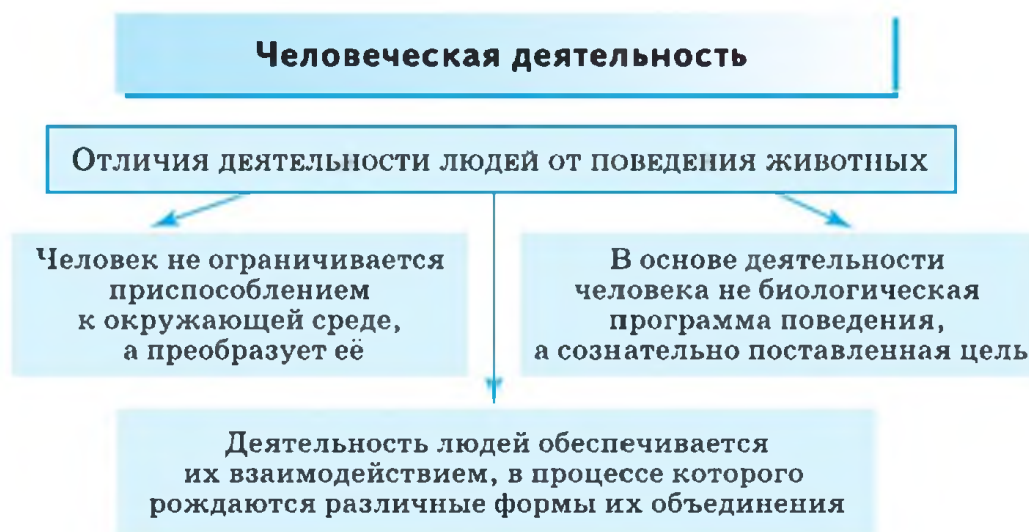 Человеческая деятельность
Отличия деятельности людей от поведения животных
Человек не ограничивается
приспособлением
к окружающей среде,
а преобразует её
В основе деятельности
человека не биологическая
программа поведения,
а сознательно поставленная цель
Деятельность людей обеспечивается
их взаимодействием, в процессе которого
рождаются различные формы их объединения